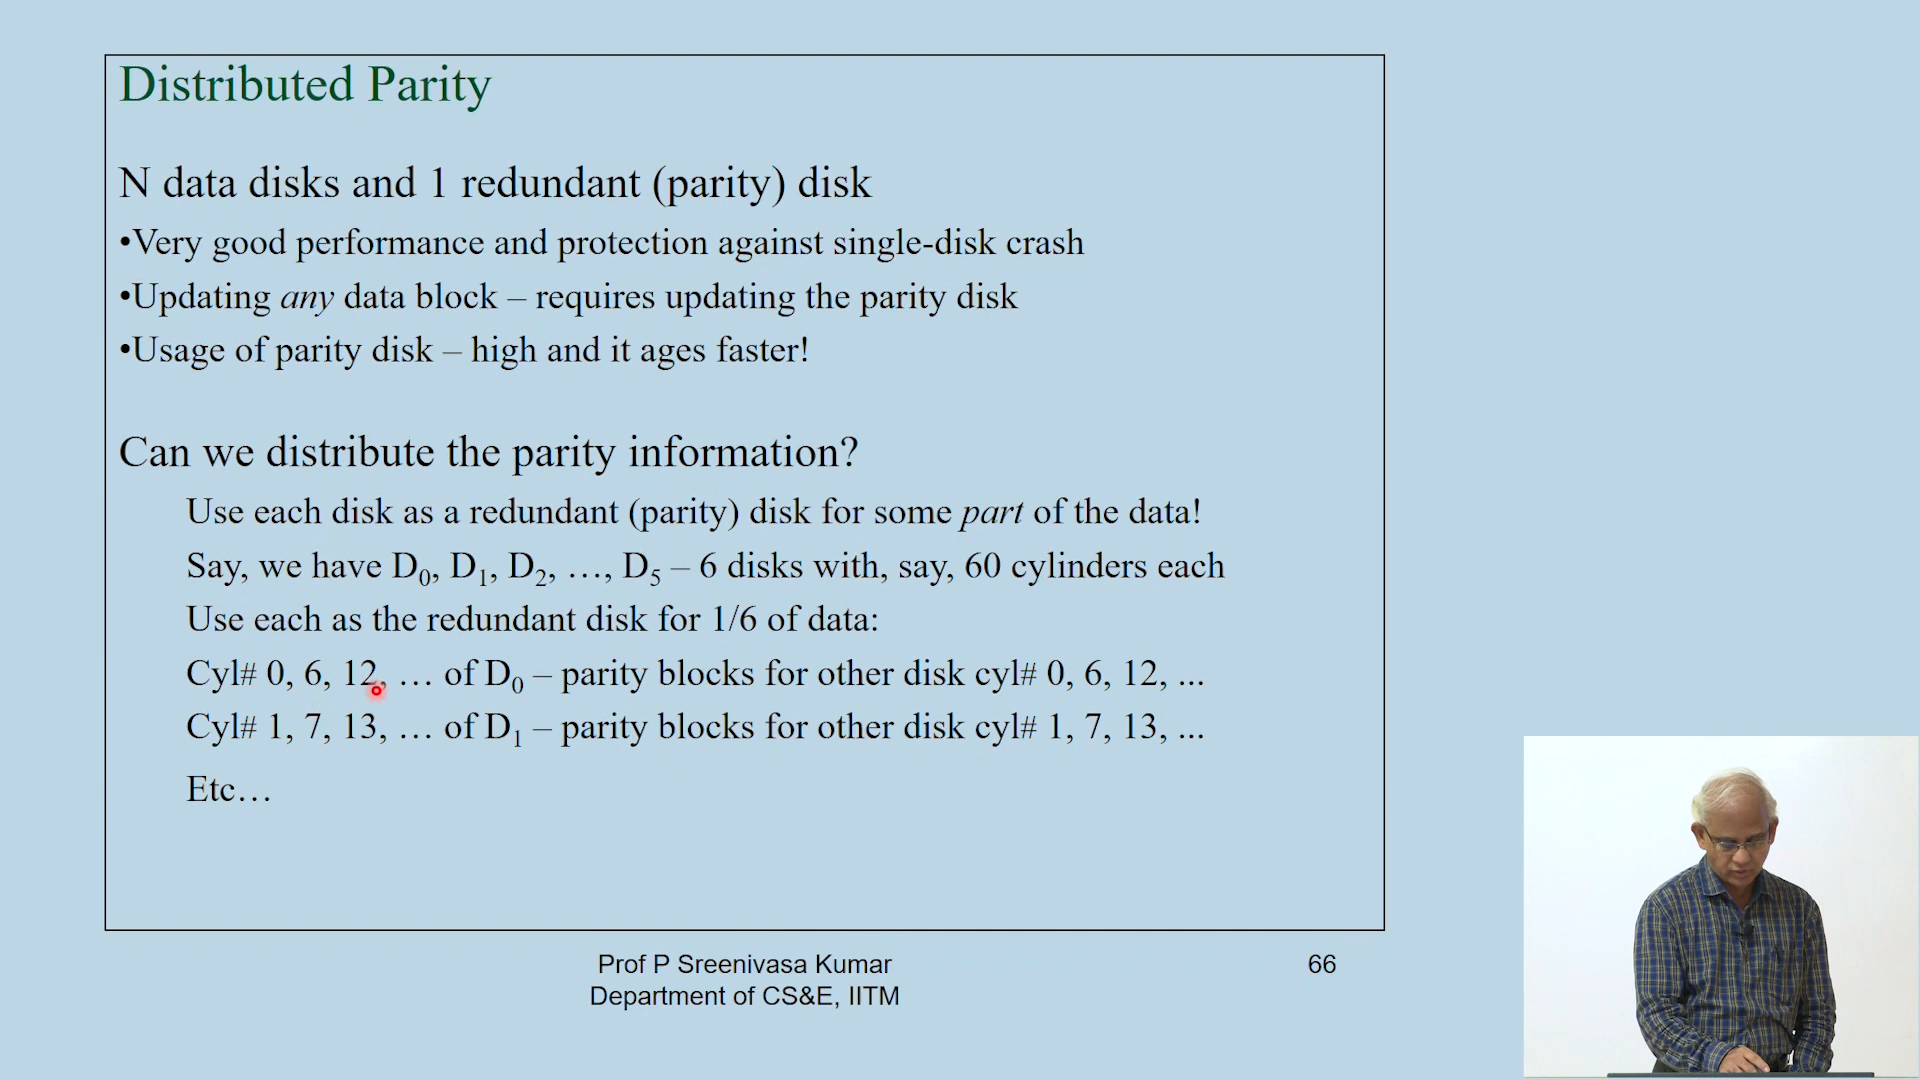 Distributed Parity
N data disks and 1 redundant (parity) disk
•Very good performance and protection against single-disk crash
•Updating any data block – requires updating the parity disk
•Usage of parity disk – high and it ages faster!
Can we distribute the parity information?
Use each disk as a redundant (parity) disk for some part of the data!
Say, we have D₀, D₁, D₂, …, D₅ – 6 disks with, say, 60 cylinders each
Use each as the redundant disk for 1/6 of data:
Cyl# 0, 6, 12, … of D₀ – parity blocks for other disk cyl# 0, 6, 12, ...
Cyl# 1, 7, 13, … of D₁ – parity blocks for other disk cyl# 1, 7, 13, ...
Etc…
Prof P Sreenivasa Kumar
Department of CS&E, IITM
66